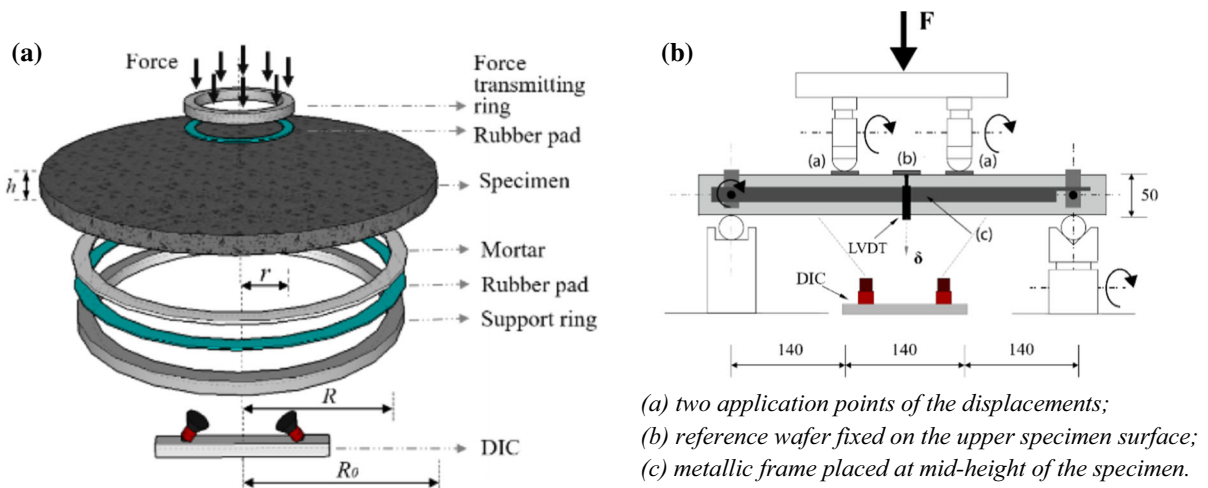 (a)
Force
Force
transmitting
ring
Rubber pad
h
Specimen
Mortar
r
Rubber pad
Support ring
R
DIC
R₀
(b)
F
(a)
(b)
(a)
50
LVDT
(c)
δ
DIC
140
140
140
(a) two application points of the displacements;
(b) reference wafer fixed on the upper specimen surface;
(c) metallic frame placed at mid-height of the specimen.